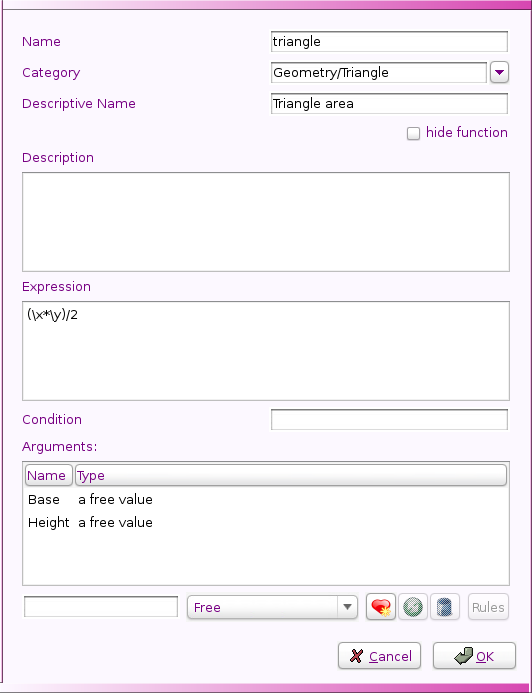 Name triangle
Category Geometry/Triangle
Descriptive Name Triangle area
hide function
Description
Expression
(\x*\y)/2
Condition
Arguments:
Name Type
Base a free value
Height a free value
Free Rules
Cancel OK